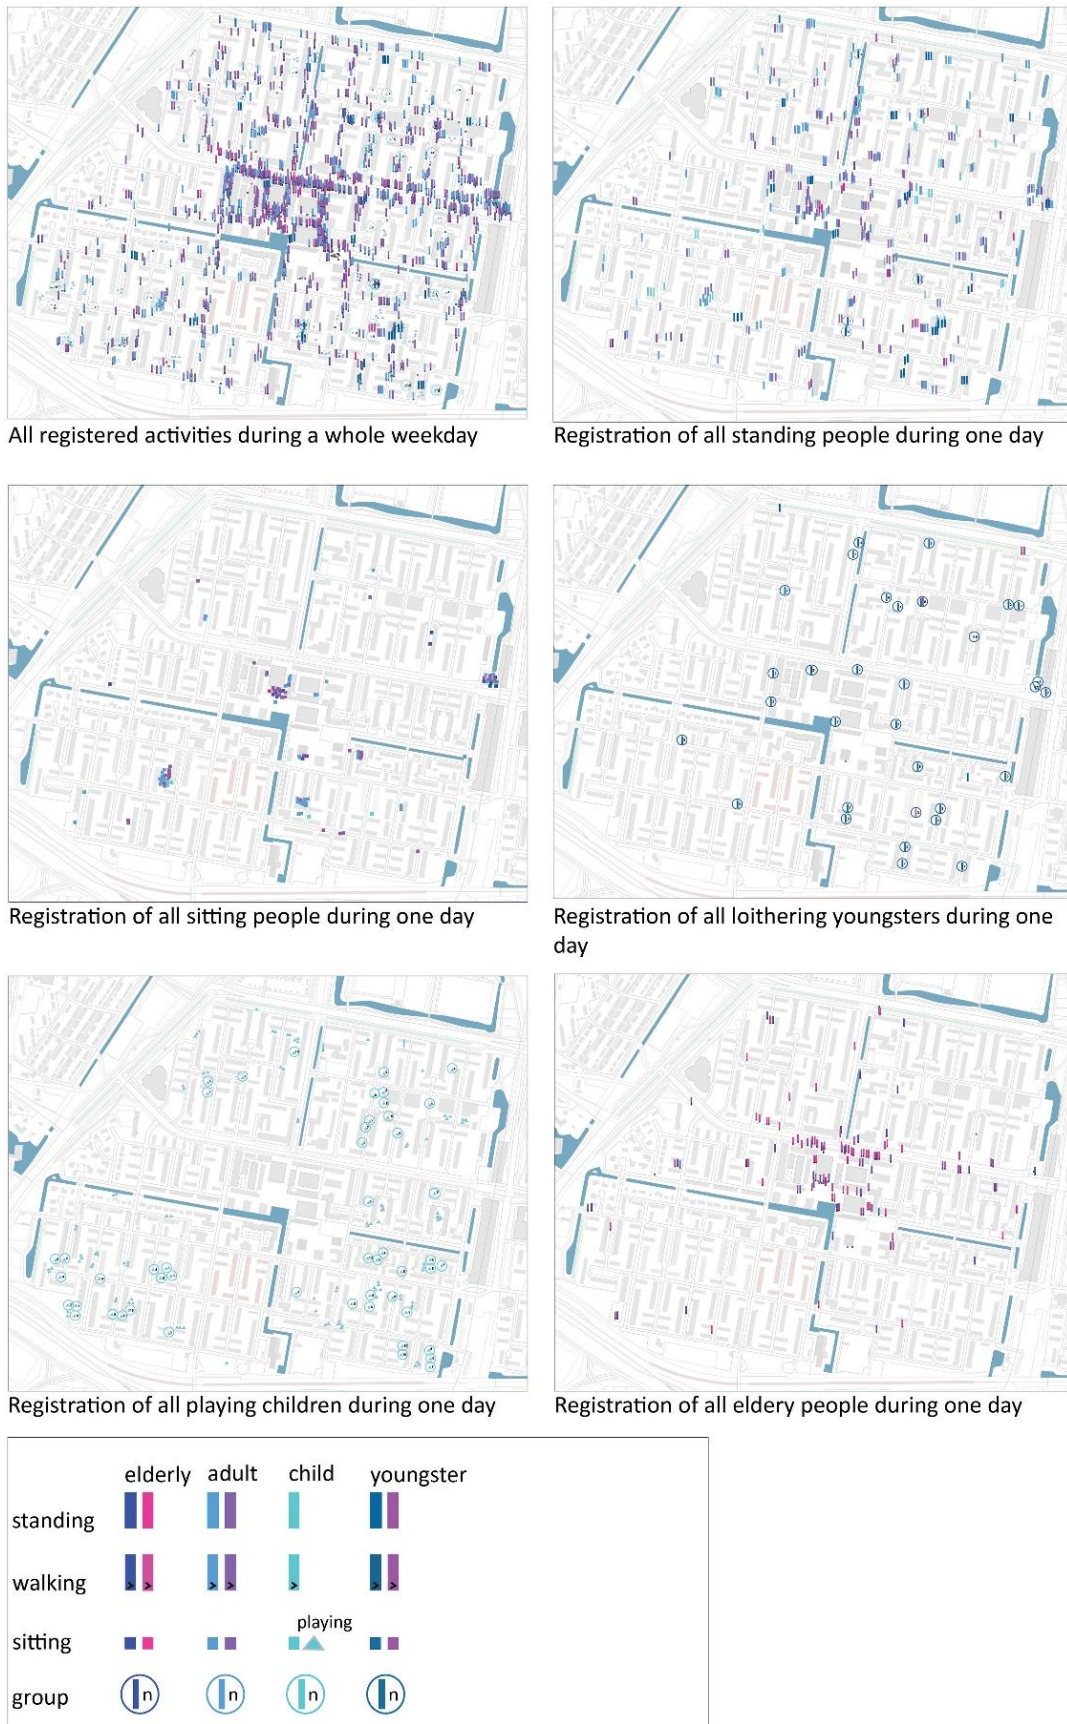 All registered activities during a whole weekday
Registration of all standing people during one day
Registration of all sitting people during one day
Registration of all loithering youngsters during one
day
Registration of all playing children during one day
Registration of all eldery people during one day
elderly adult child youngster
standing
walking
playing
sitting
group n n n n